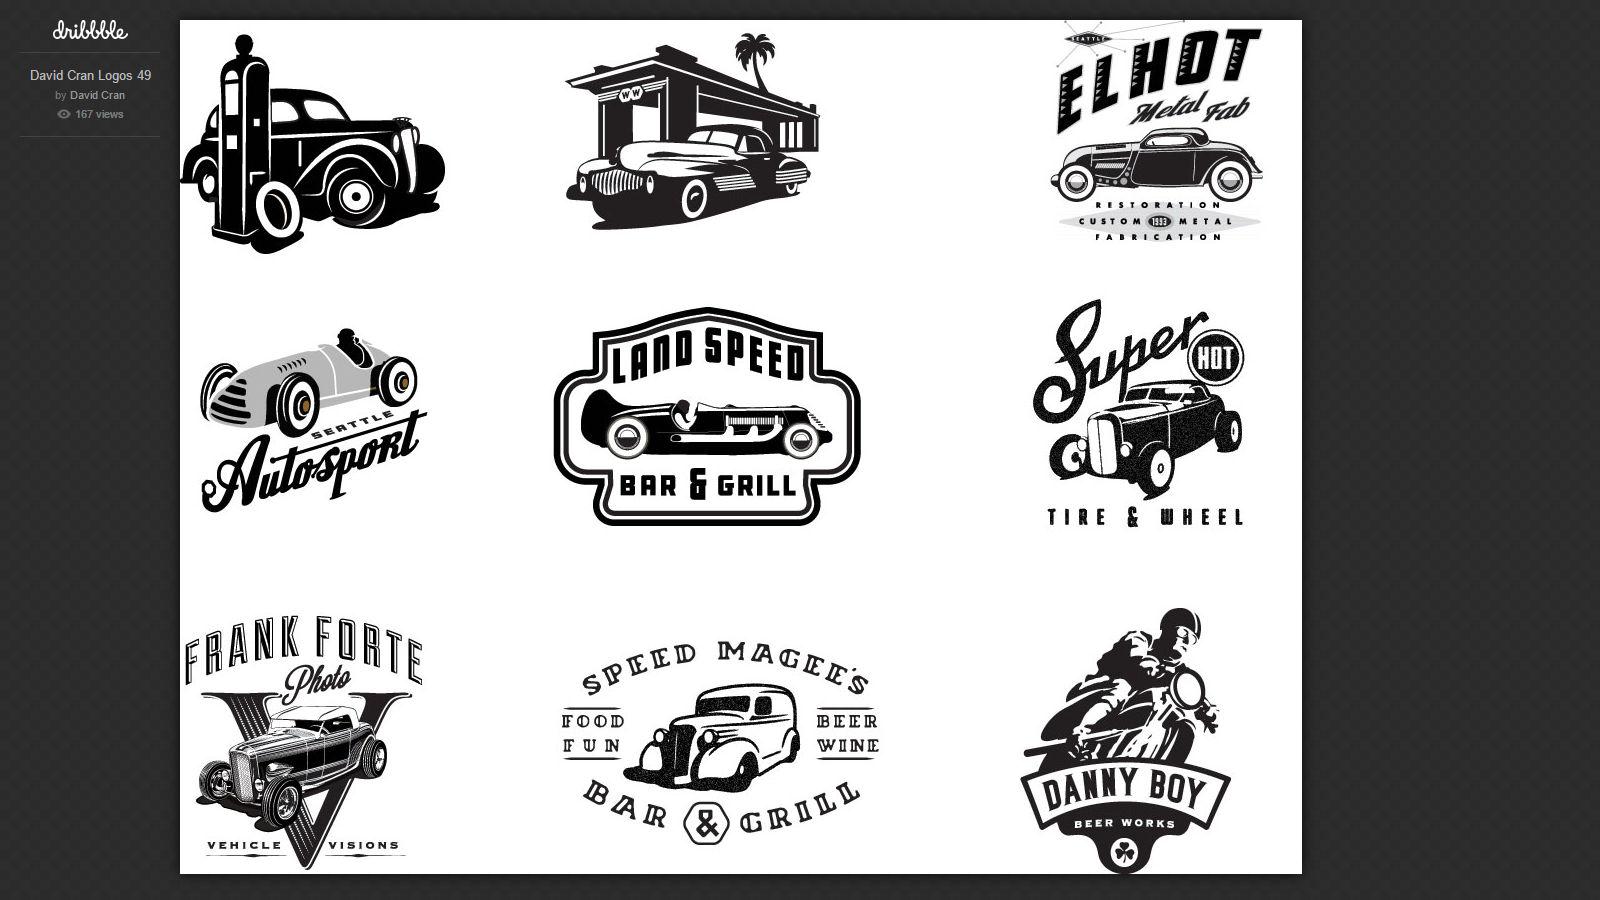 dribbble
David Cran Logos 49
by David Cran
167 views
WW
SEATTLE
ELHOT
Metal Fab
RESTORATION
CUSTOM 1993 METAL
FABRICATION
SEATTLE
Autosport
LAND SPEED
BAR & GRILL
Super
HOT
TIRE & WHEEL
FRANK FORTE
Photo
VEHICLE VISIONS
SPEED MAGEE'S
FOOD BEER
FUN WINE
BAR & GRILL
DANNY BOY
BEER WORKS